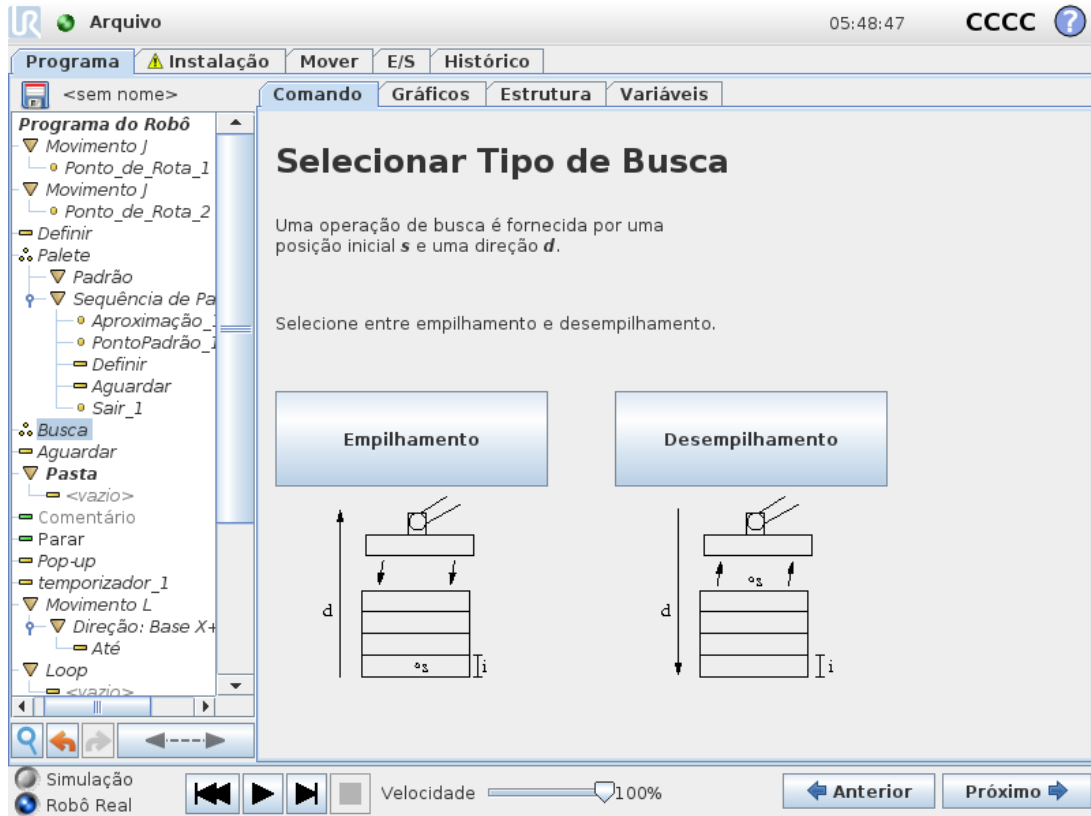 UR Arquivo 05:48:47 CCCC ?
Programa Instalação Mover E/S Histórico
<sem nome> Comando Gráficos Estrutura Variáveis
Programa do Robô
Movimento J
Ponto_de_Rota_1
Movimento J
Ponto_de_Rota_2
Definir
Palete
Padrão
Sequência de Pa
Aproximação_1
PontoPadrão_1
Definir
Aguardar
Sair_1
Busca
Aguardar
Pasta
<vazio>
Comentário
Parar
Pop-up
temporizador_1
Movimento L
Direção: Base X+
Até
Loop
<vazio>
Selecionar Tipo de Busca
Uma operação de busca é fornecida por uma
posição inicial s e uma direção d.
Selecione entre empilhamento e desempilhamento.
Empilhamento
d
s
i
Desempilhamento
s
d
i
Simulação
Robô Real
Velocidade 100%
Anterior Próximo